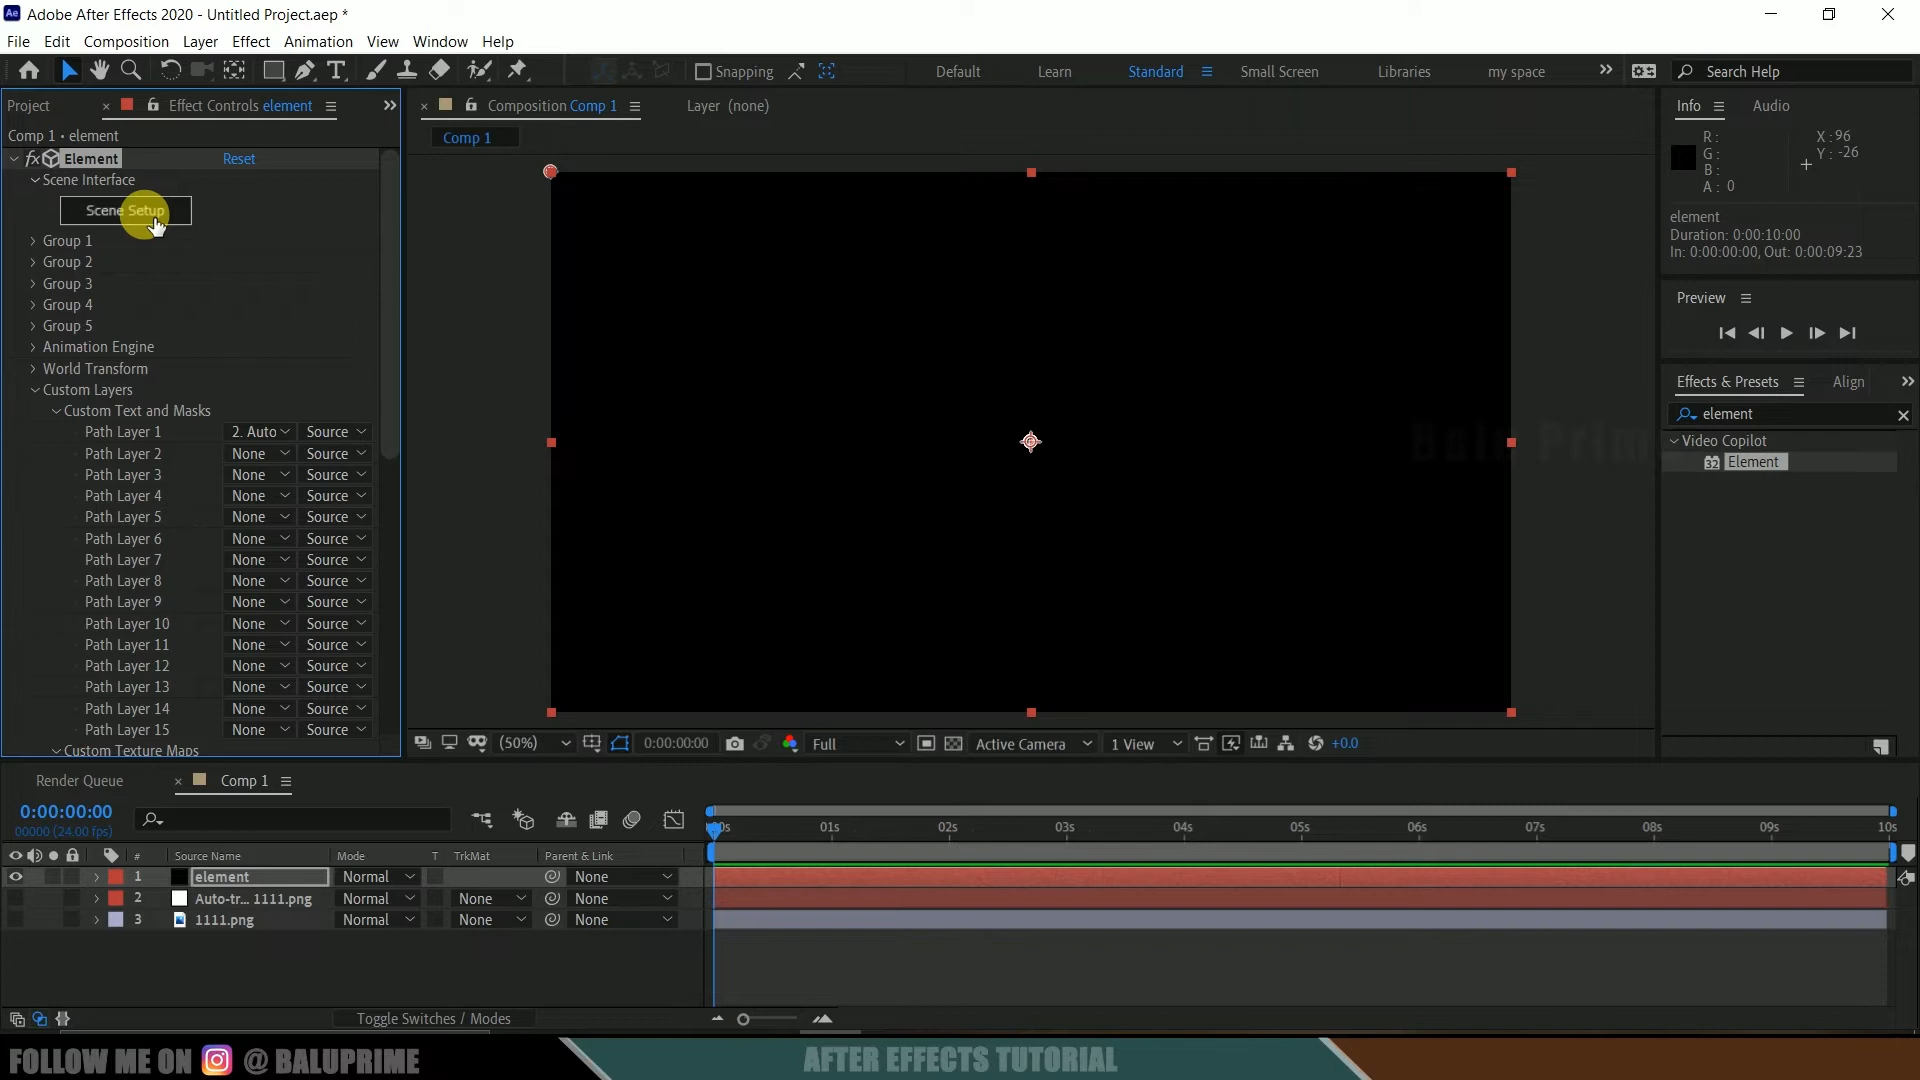 Adobe After Effects 2020 - Untitled Project.aep *
File Edit Composition Layer Effect Animation View Window Help
Snapping Default Learn Standard Small Screen Libraries my space Search Help
Project Effect Controls element Composition Comp 1 Layer (none) Info Audio
Comp 1 • element
Comp 1
R:
G:
B:
A: 0
X: 96
Y: -26
fx Element Reset
Scene Interface
Scene Setup
Group 1
Group 2
Group 3
Group 4
Group 5
Animation Engine
World Transform
Custom Layers
Custom Text and Masks
Path Layer 1 2. Auto Source
Path Layer 2 None Source
Path Layer 3 None Source
Path Layer 4 None Source
Path Layer 5 None Source
Path Layer 6 None Source
Path Layer 7 None Source
Path Layer 8 None Source
Path Layer 9 None Source
Path Layer 10 None Source
Path Layer 11 None Source
Path Layer 12 None Source
Path Layer 13 None Source
Path Layer 14 None Source
Path Layer 15 None Source
Custom Texture Maps
element
Duration: 0:00:10:00
In: 0:00:00:00, Out: 0:00:09:23
Preview
Effects & Presets Align
element
Video Copilot
32 Element
(50%) 0:00:00:00 Full Active Camera 1 View +0.0
Render Queue Comp 1
0:00:00:00
00000 (24.00 fps)
00s 01s 02s 03s 04s 05s 06s 07s 08s 09s 10s
# Source Name Mode T TrkMat Parent & Link
1 element Normal None
2 Auto-tr... 1111.png Normal None None
3 1111.png Normal None None
Toggle Switches / Modes
FOLLOW ME ON @ BALUPRIME AFTER EFFECTS TUTORIAL